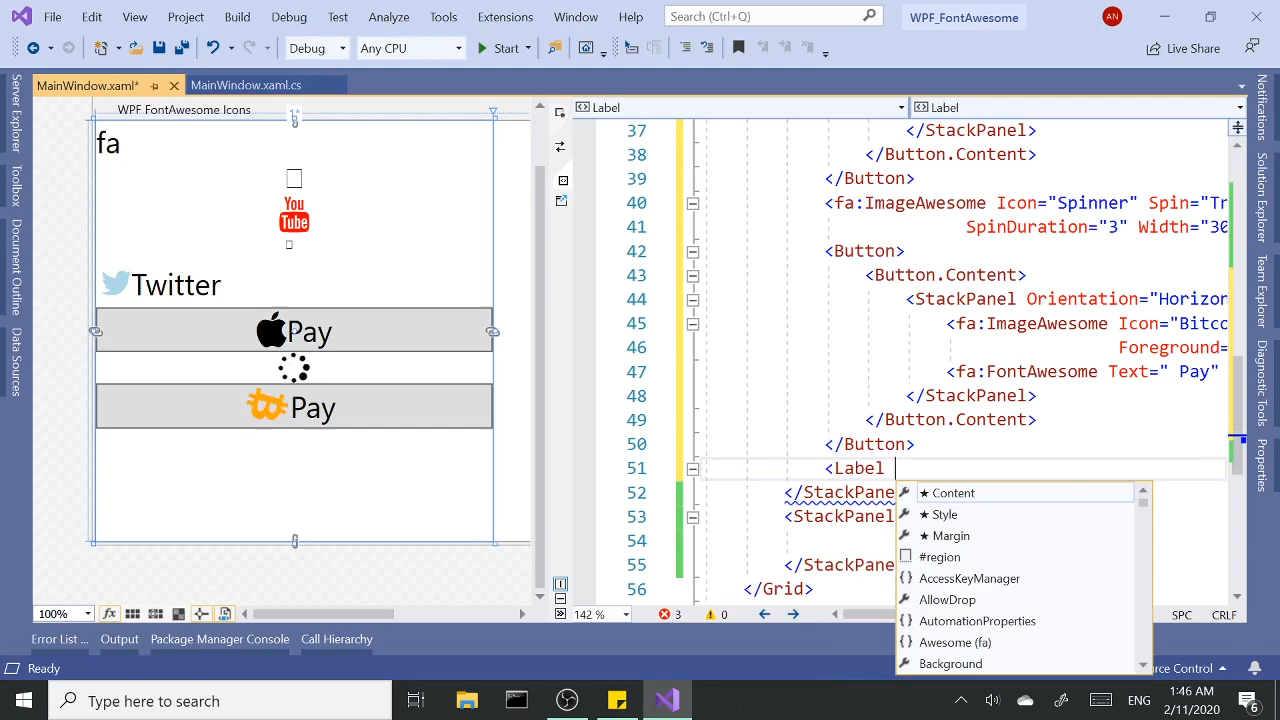 File Edit View Git Project Build Debug Test Analyze Tools Extensions Window Help Search (Ctrl+Q) WPF_FontAwesome AN
Debug Any CPU Start Live Share
MainWindow.xaml* MainWindow.xaml.cs
Server Explorer
Toolbox
Document Outline
Data Sources
WPF FontAwesome Icons
1*
fa
You
Tube
Twitter
Pay
Pay
100% fx
Label Label
37 </StackPanel>
38 </Button.Content>
39 </Button>
40 <fa:ImageAwesome Icon="Spinner" Spin="Tr
41 SpinDuration="3" Width="30
42 <Button>
43 <Button.Content>
44 <StackPanel Orientation="Horizon
45 <fa:ImageAwesome Icon="Bitco
46 Foreground=
47 <fa:FontAwesome Text=" Pay"
48 </StackPanel>
49 </Button.Content>
50 </Button>
51 <Label
52 </StackPane
53 <StackPanel
54
55 </StackPane
56 </Grid>
★ Content
★ Style
★ Margin
#region
AccessKeyManager
AllowDrop
AutomationProperties
Awesome (fa)
Background
142 % 3 0 SPC CRLF
Notifications
Solution Explorer
Team Explorer
Diagnostic Tools
Properties
Error List ... Output Package Manager Console Call Hierarchy
Ready rce Control
Type here to search ENG 1:46 AM
2/11/2020 6